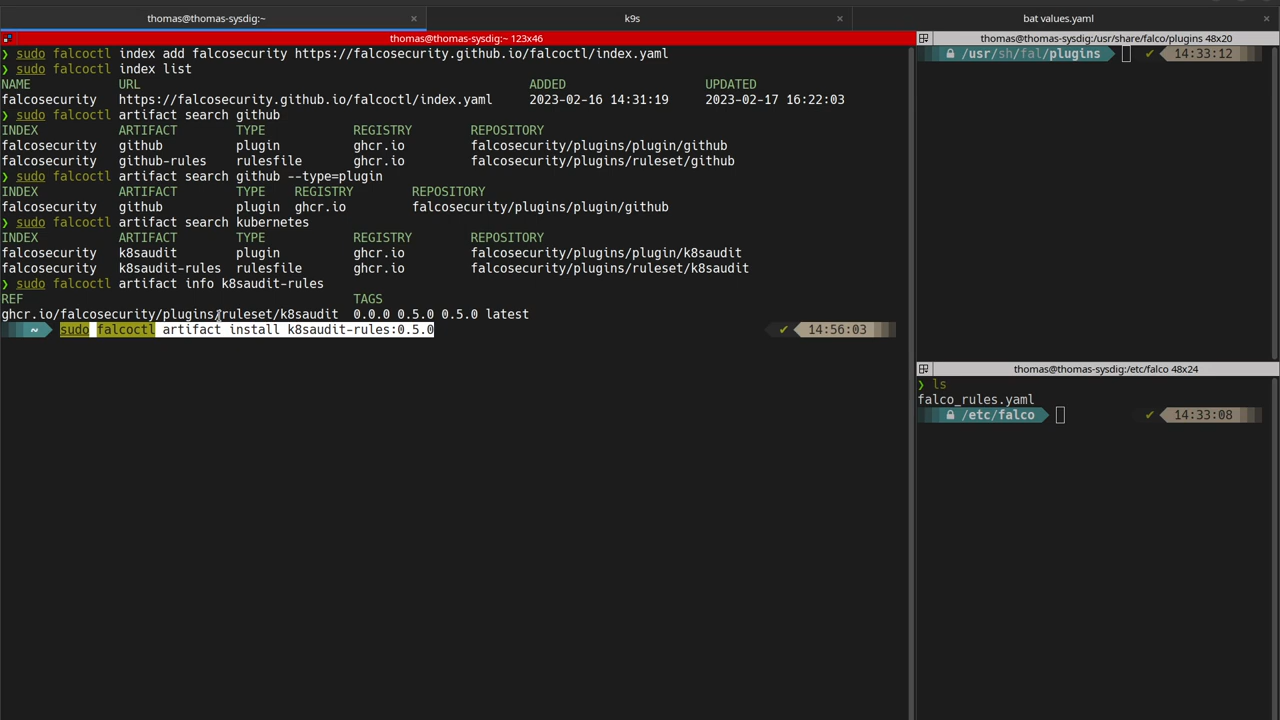 thomas@thomas-sysdig:~ ×
k9s ×
bat values.yaml ×
thomas@thomas-sysdig:~ 123x46
❯ sudo falcoctl index add falcosecurity https://falcosecurity.github.io/falcoctl/index.yaml
❯ sudo falcoctl index list
NAME URL ADDED UPDATED
falcosecurity https://falcosecurity.github.io/falcoctl/index.yaml 2023-02-16 14:31:19 2023-02-17 16:22:03
❯ sudo falcoctl artifact search github
INDEX ARTIFACT TYPE REGISTRY REPOSITORY
falcosecurity github plugin ghcr.io falcosecurity/plugins/plugin/github
falcosecurity github-rules rulesfile ghcr.io falcosecurity/plugins/ruleset/github
❯ sudo falcoctl artifact search github --type=plugin
INDEX ARTIFACT TYPE REGISTRY REPOSITORY
falcosecurity github plugin ghcr.io falcosecurity/plugins/plugin/github
❯ sudo falcoctl artifact search kubernetes
INDEX ARTIFACT TYPE REGISTRY REPOSITORY
falcosecurity k8saudit plugin ghcr.io falcosecurity/plugins/plugin/k8saudit
falcosecurity k8saudit-rules rulesfile ghcr.io falcosecurity/plugins/ruleset/k8saudit
❯ sudo falcoctl artifact info k8saudit-rules
REF TAGS
ghcr.io/falcosecurity/plugins/ruleset/k8saudit 0.0.0 0.5.0 0.5.0 latest
~ sudo falcoctl artifact install k8saudit-rules:0.5.0 ✔ 14:56:03
thomas@thomas-sysdig:/usr/share/falco/plugins 48x20
/usr/sh/fal/plugins ✔ 14:33:12
thomas@thomas-sysdig:/etc/falco 48x24
❯ ls
falco_rules.yaml
/etc/falco ✔ 14:33:08